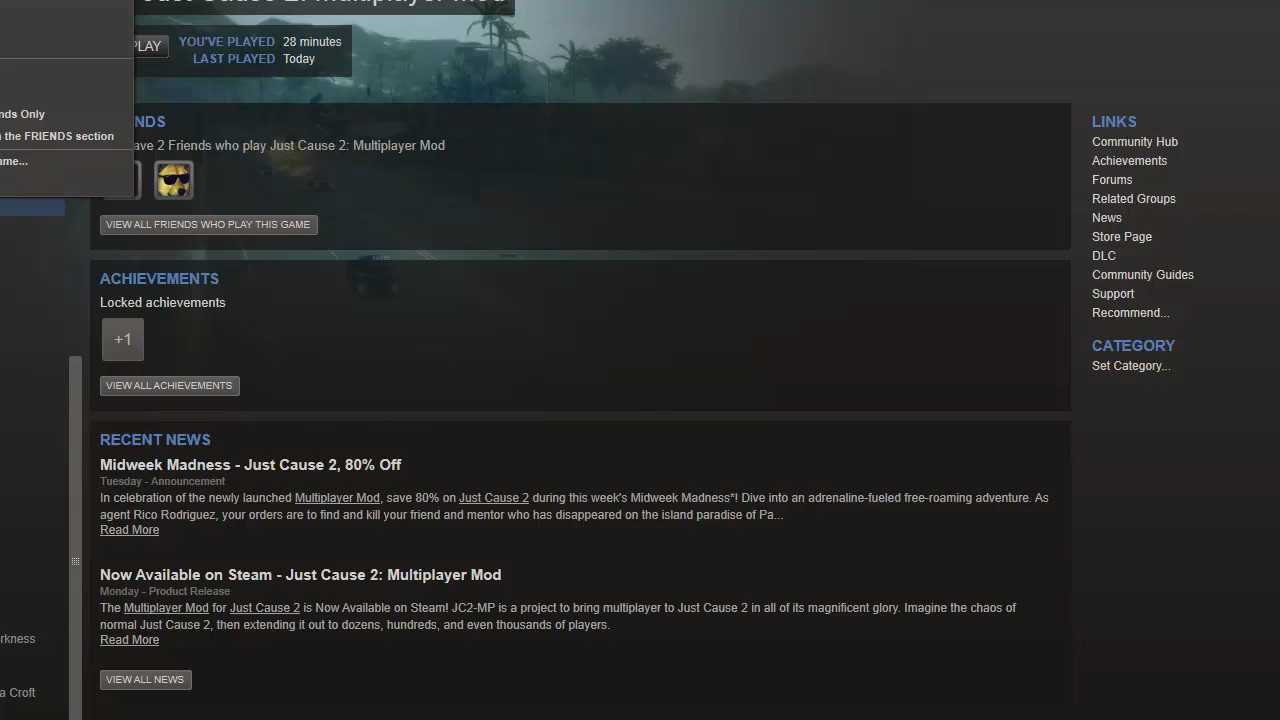 Just Cause 2: Multiplayer Mod
PLAY
YOU'VE PLAYED 28 minutes
LAST PLAYED Today
nds Only
the FRIENDS section
ame...
NDS
ave 2 Friends who play Just Cause 2: Multiplayer Mod
VIEW ALL FRIENDS WHO PLAY THIS GAME
ACHIEVEMENTS
Locked achievements
+1
VIEW ALL ACHIEVEMENTS
RECENT NEWS
Midweek Madness - Just Cause 2, 80% Off
Tuesday - Announcement
In celebration of the newly launched Multiplayer Mod, save 80% on Just Cause 2 during this week's Midweek Madness*! Dive into an adrenaline-fueled free-roaming adventure. As
agent Rico Rodriguez, your orders are to find and kill your friend and mentor who has disappeared on the island paradise of Pa...
Read More
Now Available on Steam - Just Cause 2: Multiplayer Mod
Monday - Product Release
The Multiplayer Mod for Just Cause 2 is Now Available on Steam! JC2-MP is a project to bring multiplayer to Just Cause 2 in all of its magnificent glory. Imagine the chaos of
normal Just Cause 2, then extending it out to dozens, hundreds, and even thousands of players.
Read More
VIEW ALL NEWS
LINKS
Community Hub
Achievements
Forums
Related Groups
News
Store Page
DLC
Community Guides
Support
Recommend...
CATEGORY
Set Category...
rkness
a Croft